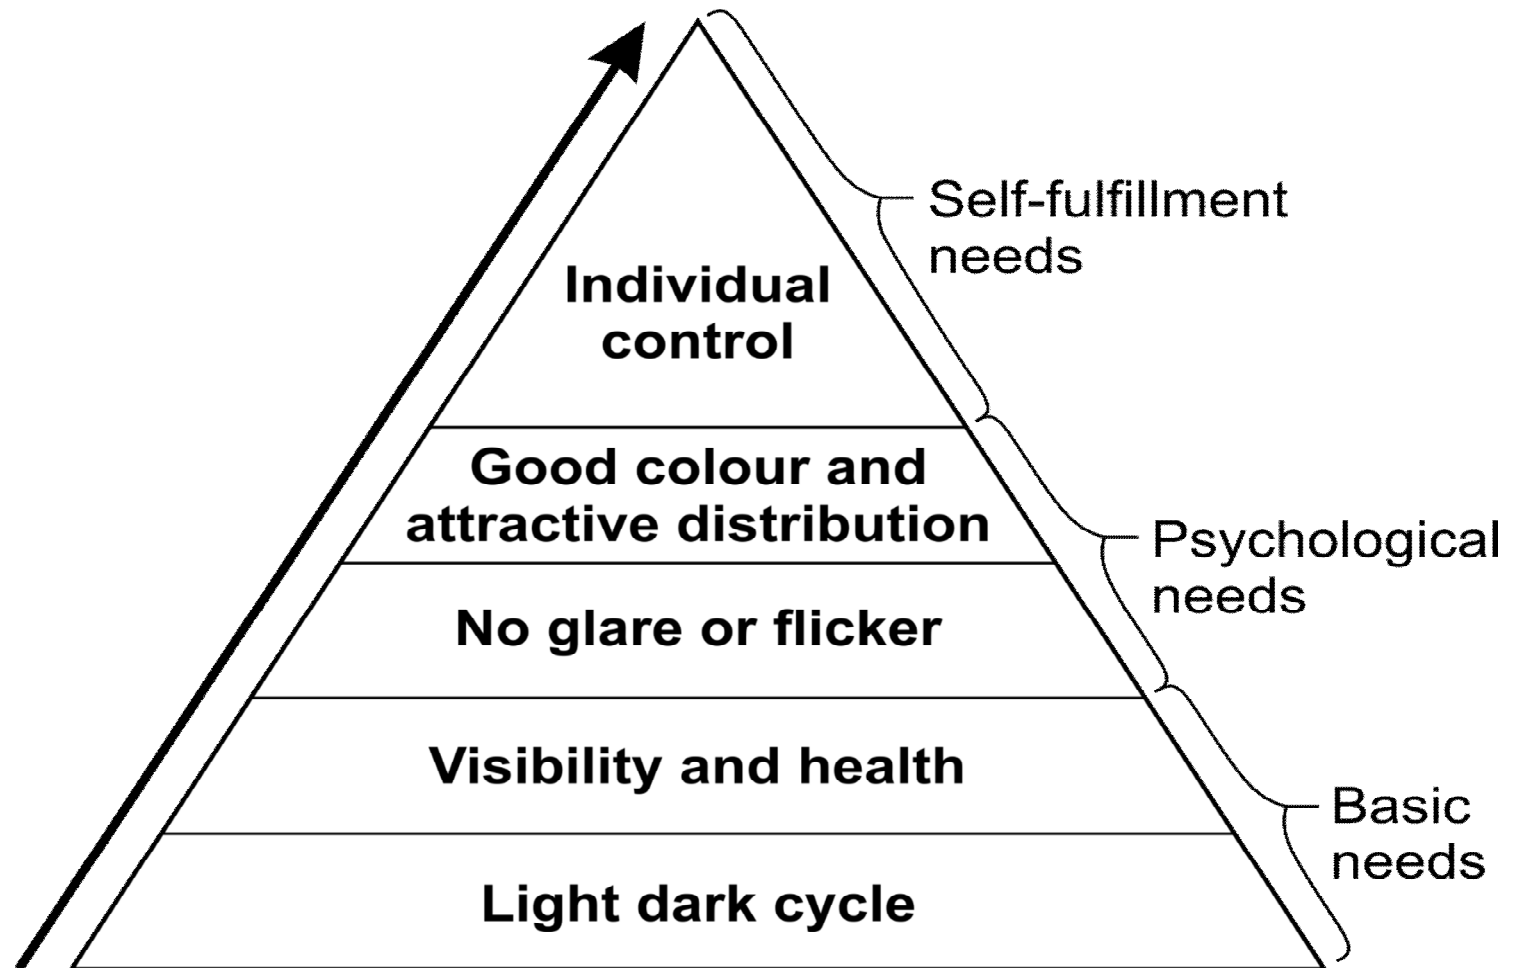 Self-fulfillment
needs
Individual
control
Good colour and
attractive distribution
Psychological
needs
No glare or flicker
Visibility and health
Basic
needs
Light dark cycle